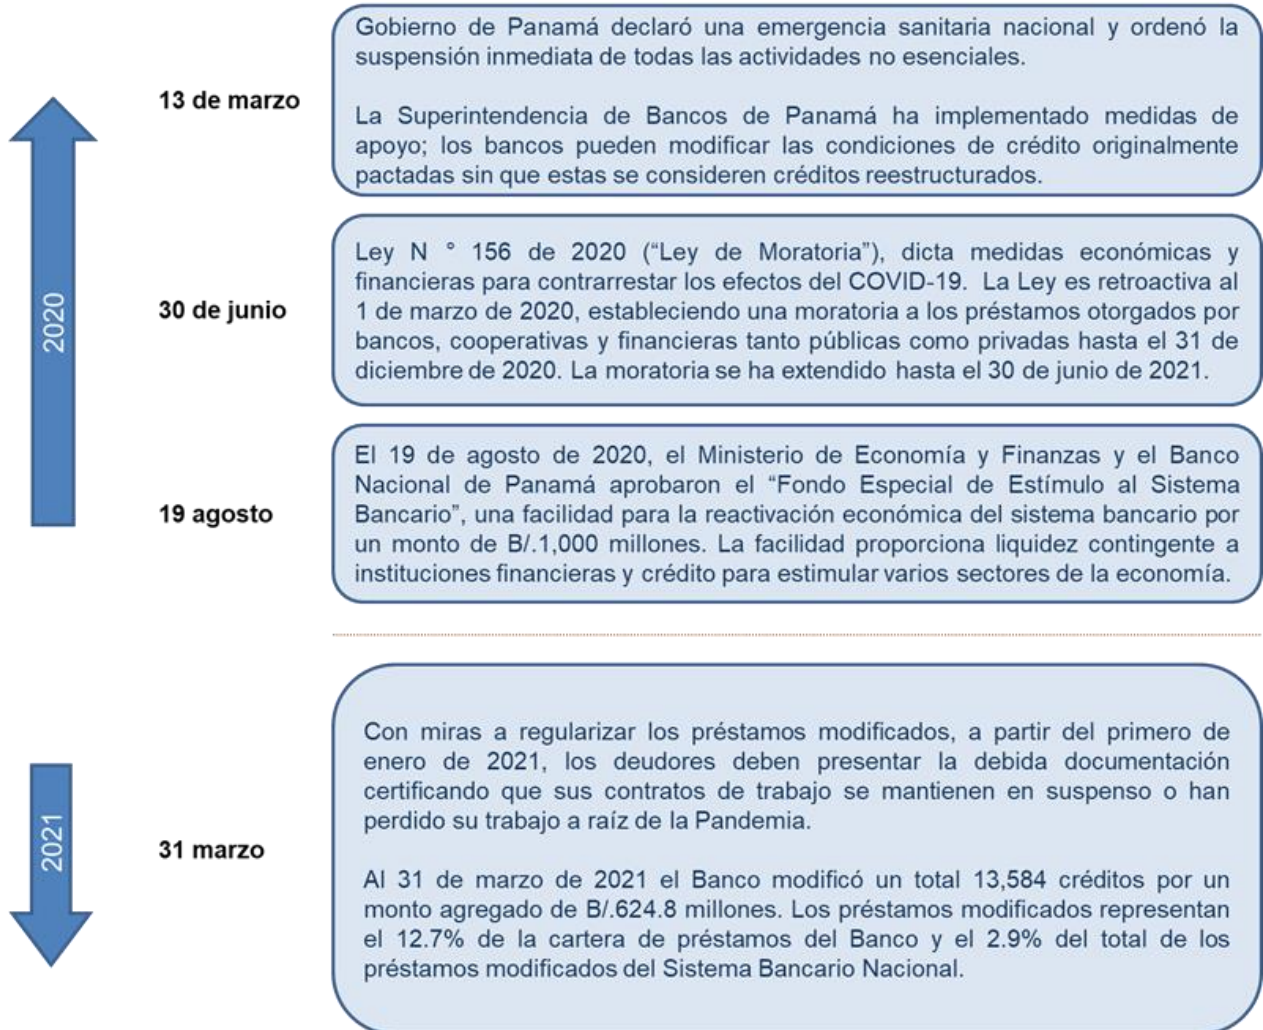 Gobierno de Panamá declaró una emergencia sanitaria nacional y ordenó la
suspensión inmediata de todas las actividades no esenciales.
13 de marzo
La Superintendencia de Bancos de Panamá ha implementado medidas de
apoyo; los bancos pueden modificar las condiciones de crédito originalmente
pactadas sin que estas se consideren créditos reestructurados.
2020
30 de junio
Ley N ° 156 de 2020 (“Ley de Moratoria”), dicta medidas económicas y
financieras para contrarrestar los efectos del COVID-19. La Ley es retroactiva al
1 de marzo de 2020, estableciendo una moratoria a los préstamos otorgados por
bancos, cooperativas y financieras tanto públicas como privadas hasta el 31 de
diciembre de 2020. La moratoria se ha extendido hasta el 30 de junio de 2021.
19 agosto
El 19 de agosto de 2020, el Ministerio de Economía y Finanzas y el Banco
Nacional de Panamá aprobaron el “Fondo Especial de Estímulo al Sistema
Bancario”, una facilidad para la reactivación económica del sistema bancario por
un monto de B/.1,000 millones. La facilidad proporciona liquidez contingente a
instituciones financieras y crédito para estimular varios sectores de la economía.
2021
31 marzo
Con miras a regularizar los préstamos modificados, a partir del primero de
enero de 2021, los deudores deben presentar la debida documentación
certificando que sus contratos de trabajo se mantienen en suspenso o han
perdido su trabajo a raíz de la Pandemia.
Al 31 de marzo de 2021 el Banco modificó un total 13,584 créditos por un
monto agregado de B/.624.8 millones. Los préstamos modificados representan
el 12.7% de la cartera de préstamos del Banco y el 2.9% del total de los
préstamos modificados del Sistema Bancario Nacional.